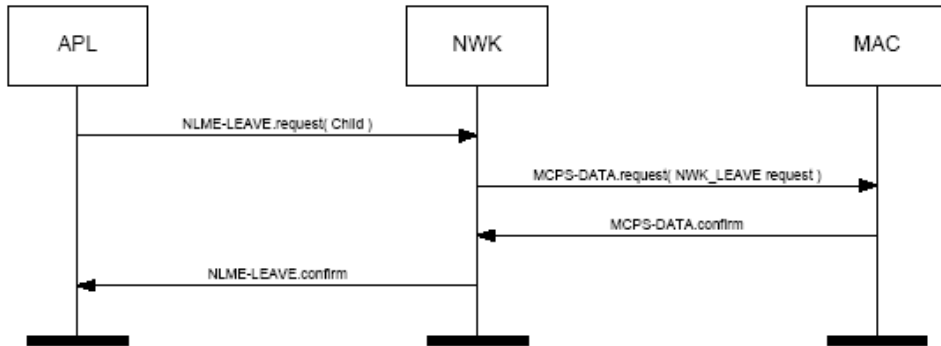 APL
NWK
MAC
NLME-LEAVE.request( Child )
MCPS-DATA.request( NWK_LEAVE request )
MCPS-DATA.confirm
NLME-LEAVE.confirm